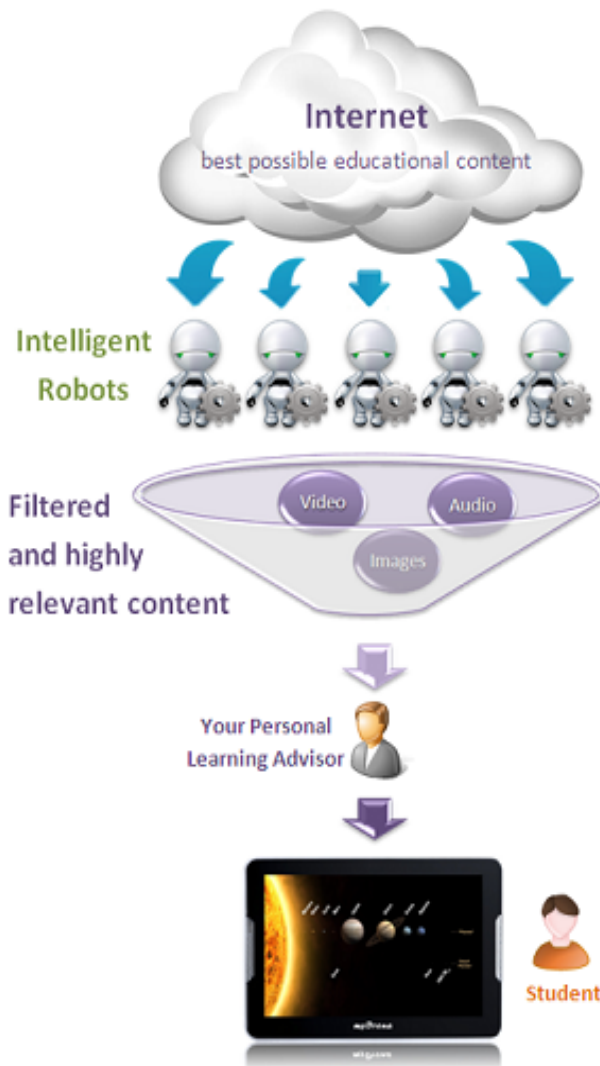 Internet
best possible educational content
Intelligent
Robots
Video
Audio
Images
Filtered
and highly
relevant content
Your Personal
Learning Advisor
Student